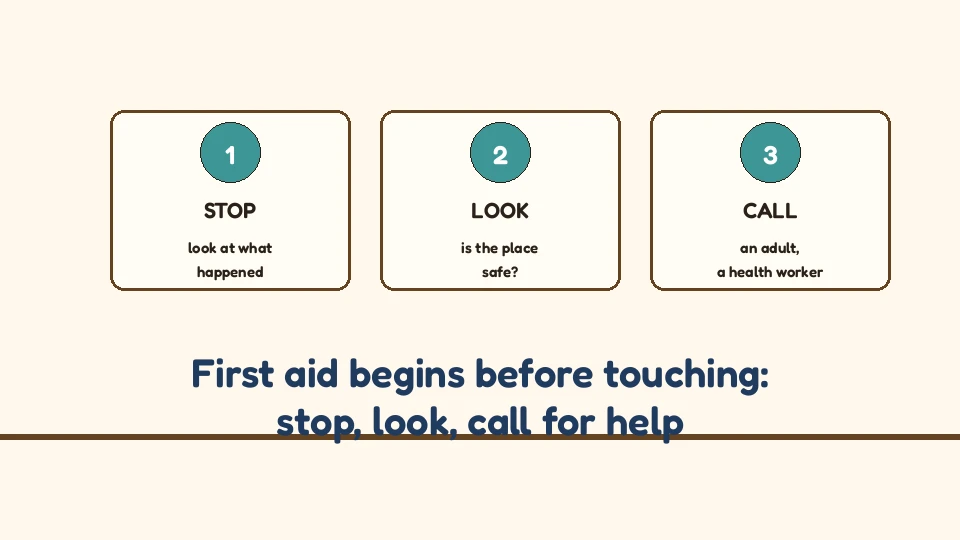 1
STOP
look at what
happened
2
LOOK
is the place
safe?
3
CALL
an adult,
a health worker
First aid begins before touching:
stop, look, call for help